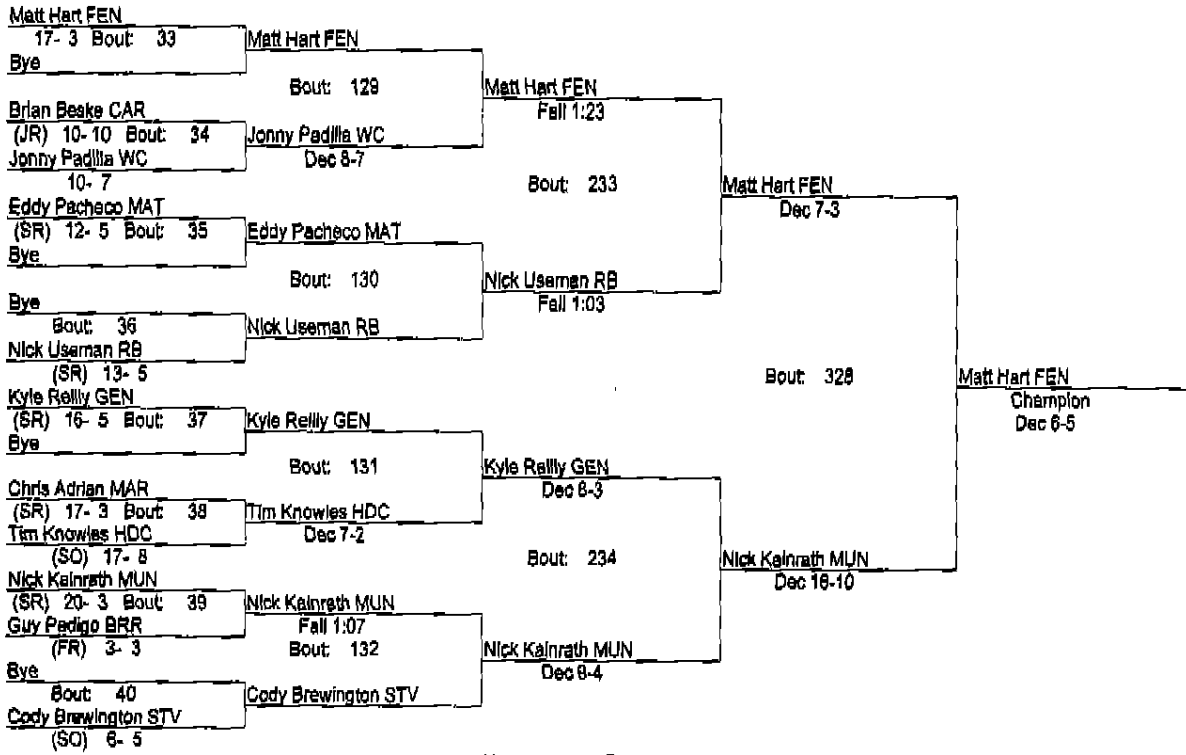 Matt Hart FEN
17- 3 Bout: 33
Bye
Matt Hart FEN
Bout: 129
Brian Beake CAR
(JR) 10- 10 Bout: 34
Jonny Padilla WC
10- 7
Jonny Padilla WC
Dec 8-7
Matt Hart FEN
Fall 1:23
Bout: 233
Eddy Pacheco MAT
(SR) 12- 5 Bout: 35
Bye
Eddy Pacheco MAT
Bout: 130
Bye
Bout: 36
Nick Useman RB
(SR) 13- 5
Nick Useman RB
Nick Useman RB
Fall 1:03
Matt Hart FEN
Dec 7-3
Bout: 328
Matt Hart FEN
Champion
Dec 6-5
Kyle Reilly GEN
(SR) 16- 5 Bout: 37
Bye
Kyle Reilly GEN
Bout: 131
Chris Adrian MAR
(SR) 17- 3 Bout: 38
Tim Knowles HDC
(SO) 17- 8
Tim Knowles HDC
Dec 7-2
Kyle Reilly GEN
Dec 8-3
Bout: 234
Nick Kainrath MUN
(SR) 20- 3 Bout: 39
Guy Pedigo BRR
(FR) 3- 3
Nick Kainrath MUN
Fall 1:07
Bout: 132
Bye
Bout: 40
Cody Brewington STV
(SO) 6- 5
Cody Brewington STV
Nick Kainrath MUN
Dec 8-4
Nick Kainrath MUN
Dec 16-10